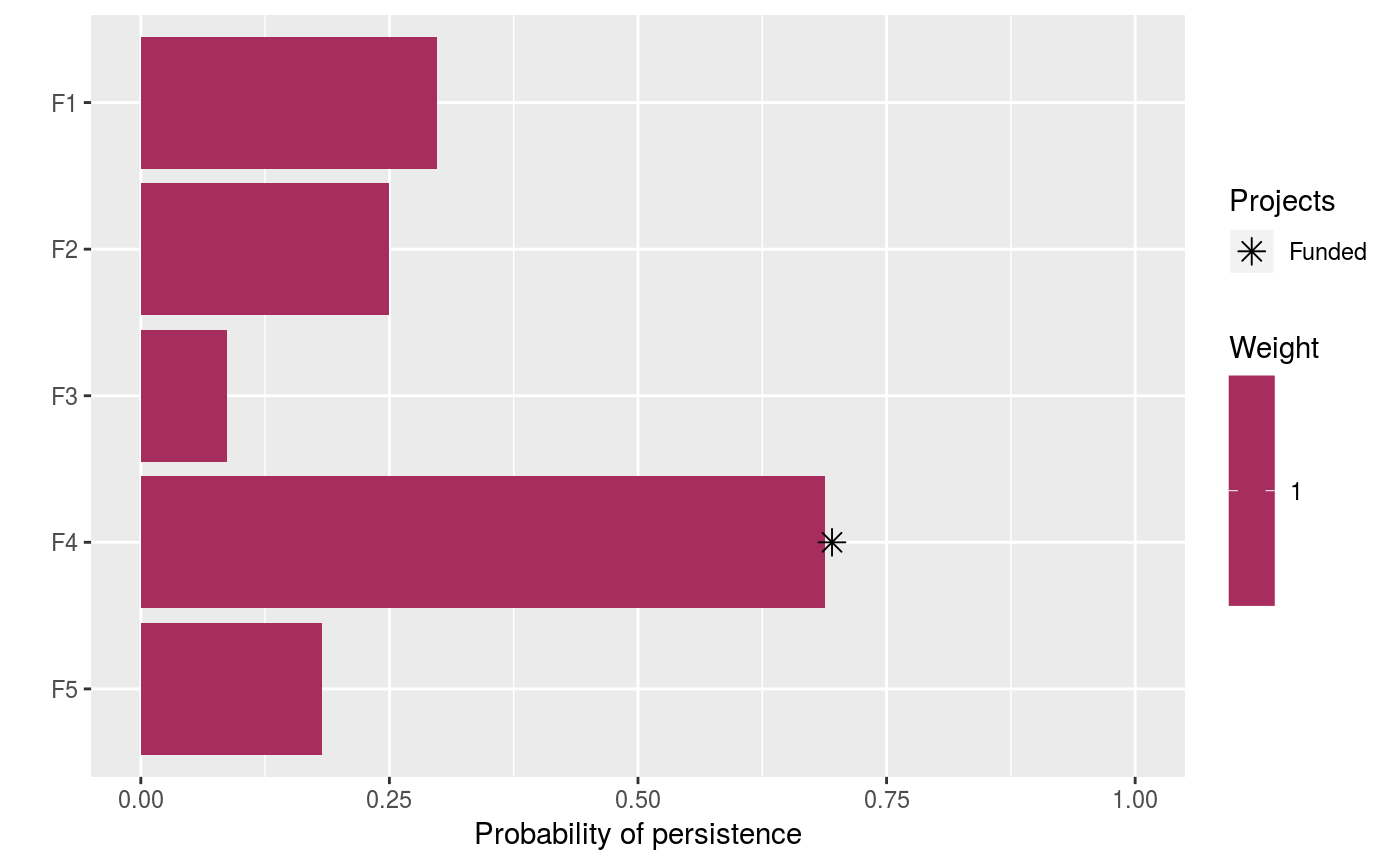 F1
F2
F3
F4
F5
0.00 0.25 0.50 0.75 1.00
Probability of persistence
Projects
Funded
Weight
1